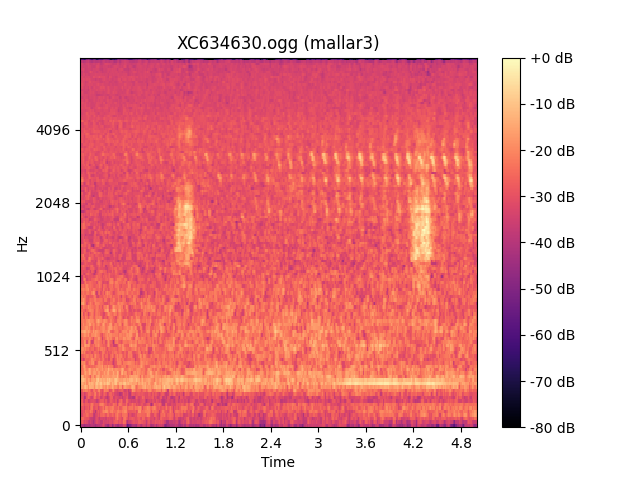 XC634630.ogg (mallar3)
Hz
4096
2048
1024
512
0
0 0.6 1.2 1.8 2.4 3 3.6 4.2 4.8
Time
+0 dB
-10 dB
-20 dB
-30 dB
-40 dB
-50 dB
-60 dB
-70 dB
-80 dB